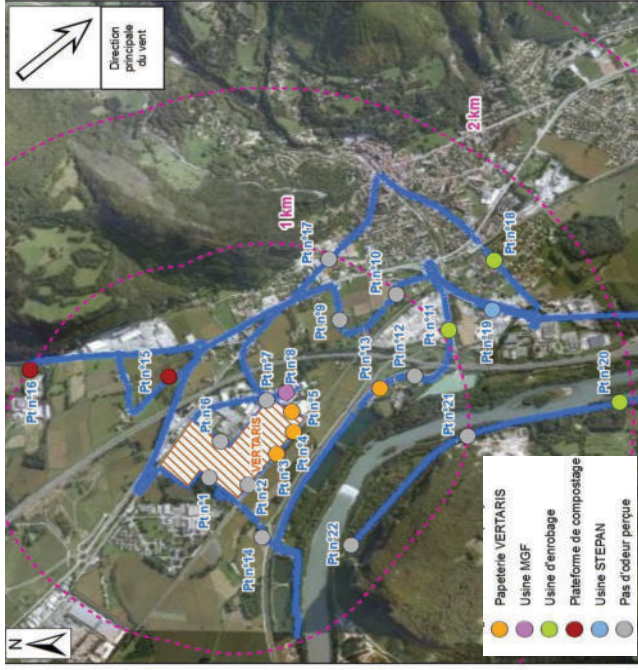 N
Direction
principale
du vent
Pt n°16
Pt n°15
1 km
Pt n°17
Pt n°6
Pt n°7
Pt n°8
Pt n°9
Pt n°10
Pt n°1
VERTARIS
Pt n°5
Pt n°13
Pt n°12
Pt n°11
2 km
Pt n°18
Pt n°2
Pt n°3
Pt n°4
Pt n°14
Pt n°19
Pt n°22
Pt n°21
Pt n°20
Papeterie VERTARIS
Usine MGF
Usine d'enrobage
Plateforme de compostage
Usine STEPAN
Pas d'odeur perçue